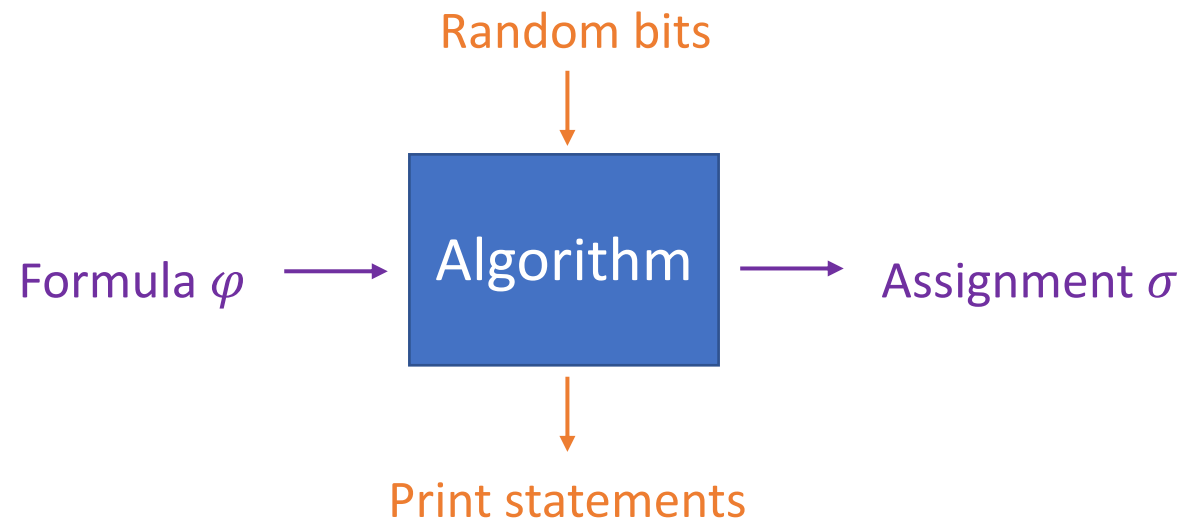 Random bits
Algorithm
Formula φ
Assignment σ
Print statements